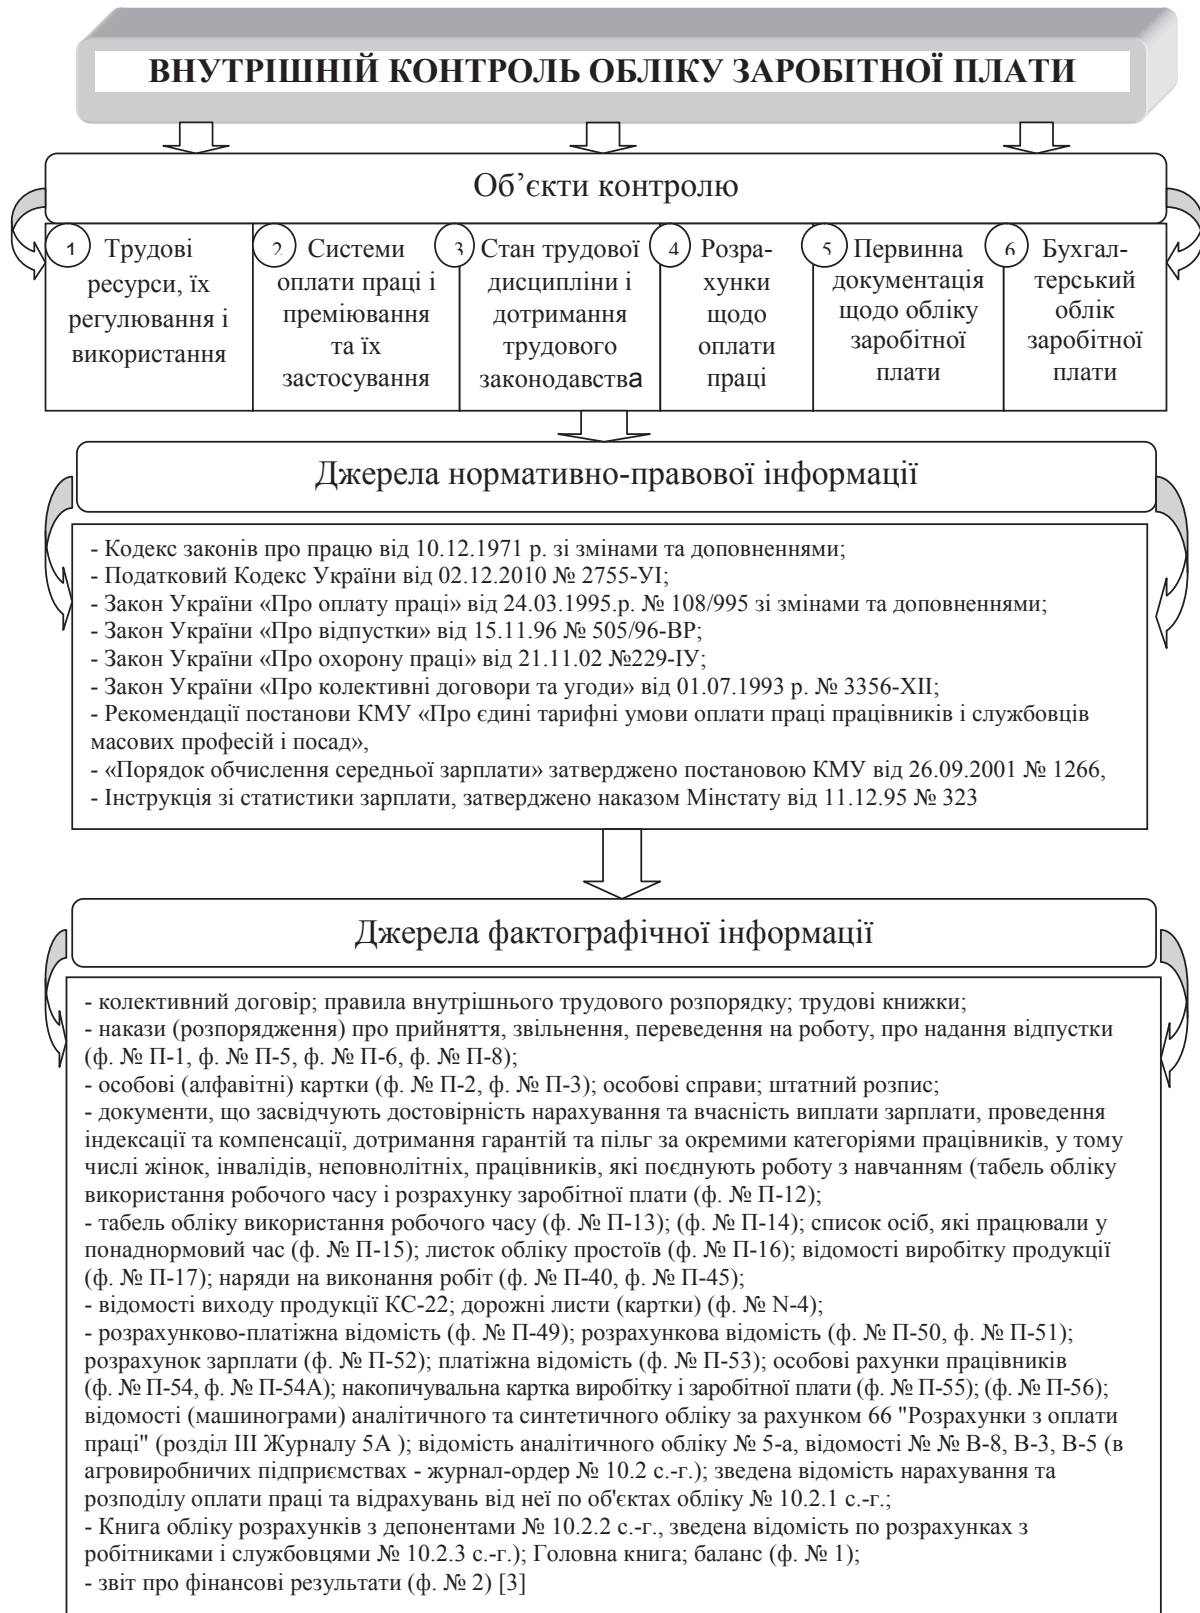 ВНУТРІШНІЙ КОНТРОЛЬ ОБЛІКУ ЗАРОБІТНОЇ ПЛАТИ
Об’єкти контролю
1 Трудові
ресурси, їх
регулювання і
використання
2 Системи
оплати праці і
преміювання
та їх
застосування
3 Стан трудової
дисципліни і
дотримання
трудового
законодавства
4 Розра-
хунки
щодо
оплати
праці
5 Первинна
документація
щодо обліку
заробітної
плати
6 Бухгал-
терський
облік
заробітної
плати
Джерела нормативно-правової інформації
- Кодекс законів про працю від 10.12.1971 р. зі змінами та доповненнями;
- Податковий Кодекс України від 02.12.2010 № 2755-УІ;
- Закон України «Про оплату праці» від 24.03.1995.р. № 108/995 зі змінами та доповненнями;
- Закон України «Про відпустки» від 15.11.96 № 505/96-ВР;
- Закон України «Про охорону праці» від 21.11.02 №229-ІУ;
- Закон України «Про колективні договори та угоди» від 01.07.1993 р. № 3356-XII;
- Рекомендації постанови КМУ «Про єдині тарифні умови оплати праці працівників і службовців
масових професій і посад»,
- «Порядок обчислення середньої зарплати» затверджено постановою КМУ від 26.09.2001 № 1266,
- Інструкція зі статистики зарплати, затверджено наказом Мінстату від 11.12.95 № 323
Джерела фактографічної інформації
- колективний договір; правила внутрішнього трудового розпорядку; трудові книжки;
- накази (розпорядження) про прийняття, звільнення, переведення на роботу, про надання відпустки
(ф. № П-1, ф. № П-5, ф. № П-6, ф. № П-8);
- особові (алфавітні) картки (ф. № П-2, ф. № П-3); особові справи; штатний розпис;
- документи, що засвідчують достовірність нарахування та вчасність виплати зарплати, проведення
індексації та компенсації, дотримання гарантій та пільг за окремими категоріями працівників, у тому
числі жінок, інвалідів, неповнолітніх, працівників, які поєднують роботу з навчанням (табель обліку
використання робочого часу і розрахунку заробітної плати (ф. № П-12);
- табель обліку використання робочого часу (ф. № П-13); (ф. № П-14); список осіб, які працювали у
понаднормовий час (ф. № П-15); листок обліку простоїв (ф. № П-16); відомості виробітку продукції
(ф. № П-17); наряди на виконання робіт (ф. № П-40, ф. № П-45);
- відомості виходу продукції КС-22; дорожні листи (картки) (ф. № N-4);
- розрахунково-платіжна відомість (ф. № П-49); розрахункова відомість (ф. № П-50, ф. № П-51);
розрахунок зарплати (ф. № П-52); платіжна відомість (ф. № П-53); особові рахунки працівників
(ф. № П-54, ф. № П-54А); накопичувальна картка виробітку і заробітної плати (ф. № П-55); (ф. № П-56);
відомості (машинограми) аналітичного та синтетичного обліку за рахунком 66 "Розрахунки з оплати
праці" (розділ III Журналу 5А ); відомість аналітичного обліку № 5-а, відомості № № В-8, В-3, В-5 (в
агровиробничих підприємствах - журнал-ордер № 10.2 с.-г.); зведена відомість нарахування та
розподілу оплати праці та відрахувань від неї по об'єктах обліку № 10.2.1 с.-г.;
- Книга обліку розрахунків з депонентами № 10.2.2 с.-г., зведена відомість по розрахунках з
робітниками і службовцями № 10.2.3 с.-г.); Головна книга; баланс (ф. № 1);
- звіт про фінансові результати (ф. № 2) [3]